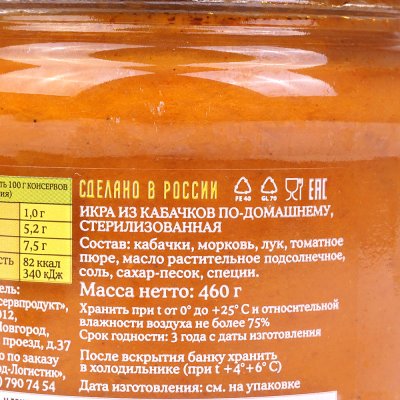 ть 100 г консервов
СДЕЛАНО В РОССИИ
FE 40
GL 70
EAC
1,0 г
5,2 г
7,5 г
82 ккал
340 кДж
ИКРА ИЗ КАБАЧКОВ ПО-ДОМАШНЕМУ,
СТЕРИЛИЗОВАННАЯ
Состав: кабачки, морковь, лук, томатное
пюре, масло растительное подсолнечное,
соль, сахар-песок, специи.
Масса нетто: 460 г
Хранить при t от 0° до +25° С и относительной
влажности воздуха не более 75%
Срок годности: 3 года с даты изготовления
После вскрытия банку хранить
в холодильнике (при t +4°÷6° С)
Дата изготовления: см. на упаковке
ель:
сервпродукт»,
012,
Новгород,
проезд, д.37
о по заказу
од-Логистик»,
) 790 74 54